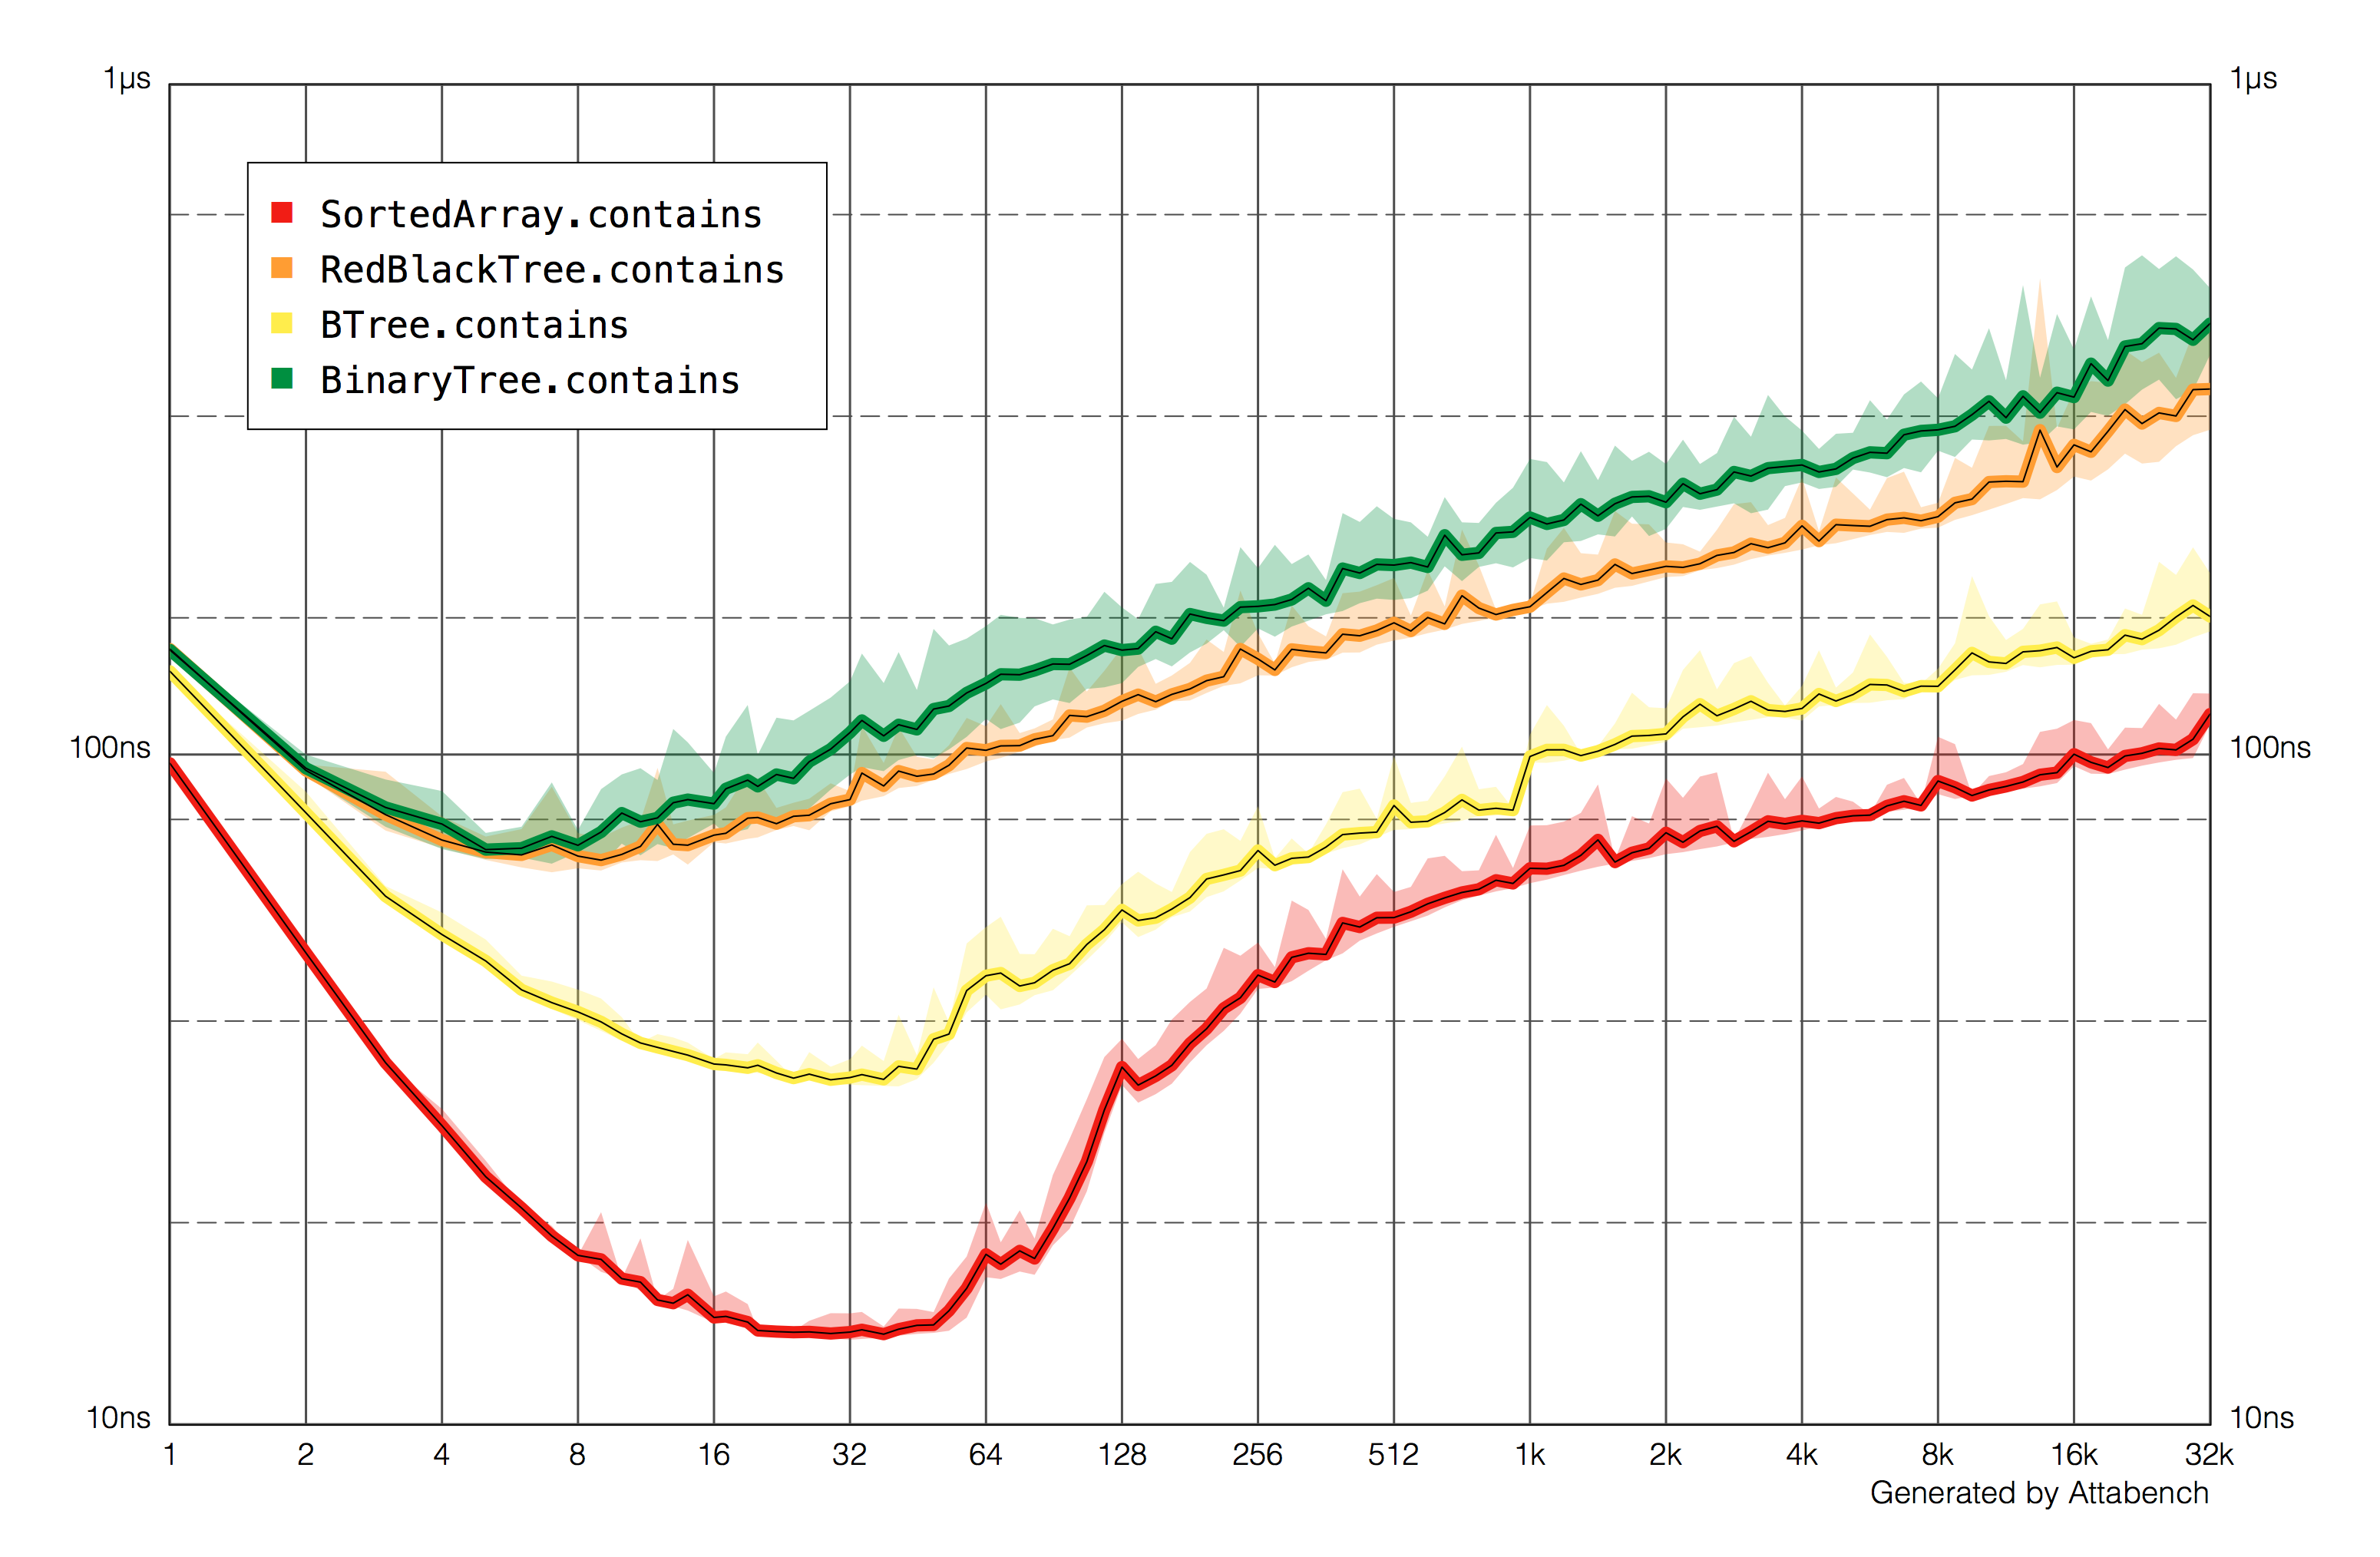 1µs 1µs
SortedArray.contains
RedBlackTree.contains
BTree.contains
BinaryTree.contains
100ns 100ns
10ns 10ns
1 2 4 8 16 32 64 128 256 512 1k 2k 4k 8k 16k 32k
Generated by Attabench